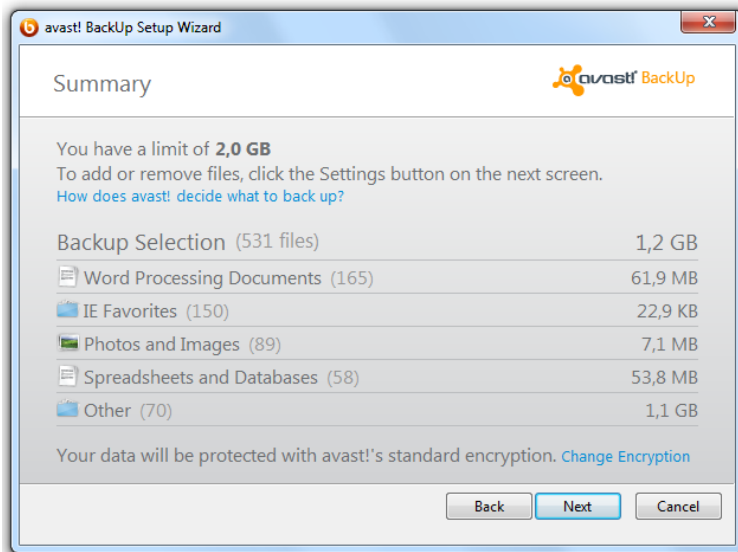 avast! BackUp Setup Wizard
Summary
avast! BackUp
You have a limit of 2,0 GB
To add or remove files, click the Settings button on the next screen.
How does avast! decide what to back up?
Backup Selection (531 files) 1,2 GB
Word Processing Documents (165) 61,9 MB
IE Favorites (150) 22,9 KB
Photos and Images (89) 7,1 MB
Spreadsheets and Databases (58) 53,8 MB
Other (70) 1,1 GB
Your data will be protected with avast!'s standard encryption. Change Encryption
Back Next Cancel